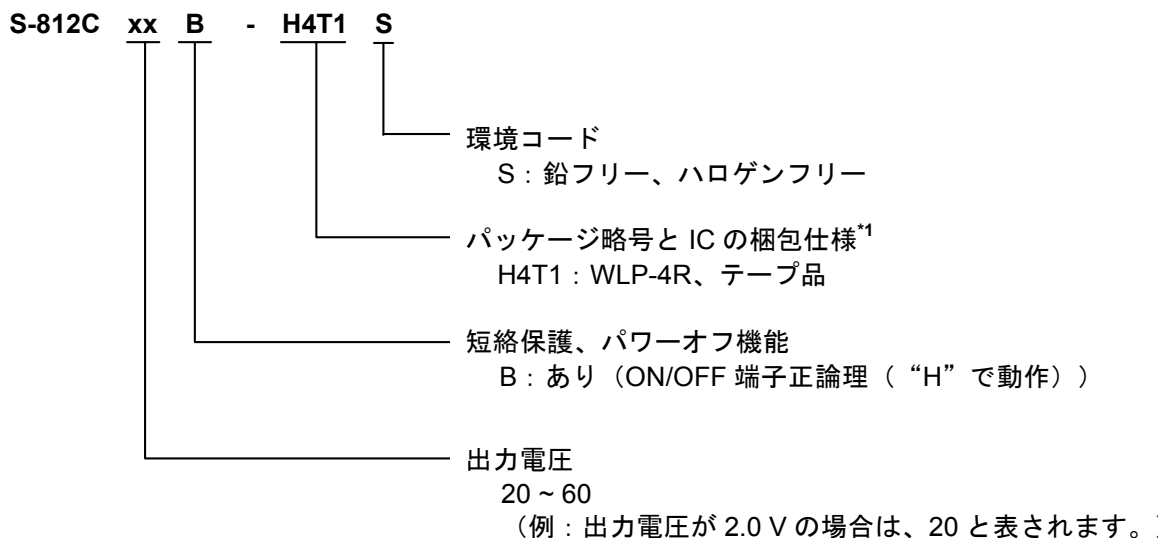 S-812C xx B - H4T1 S
環境コード
S：鉛フリー、ハロゲンフリー
パッケージ略号と IC の梱包仕様*1
H4T1：WLP-4R、テープ品
短絡保護、パワーオフ機能
B：あり（ON/OFF 端子正論理（“H”で動作））
出力電圧
20 ~ 60
（例：出力電圧が 2.0 V の場合は、20 と表されます。）